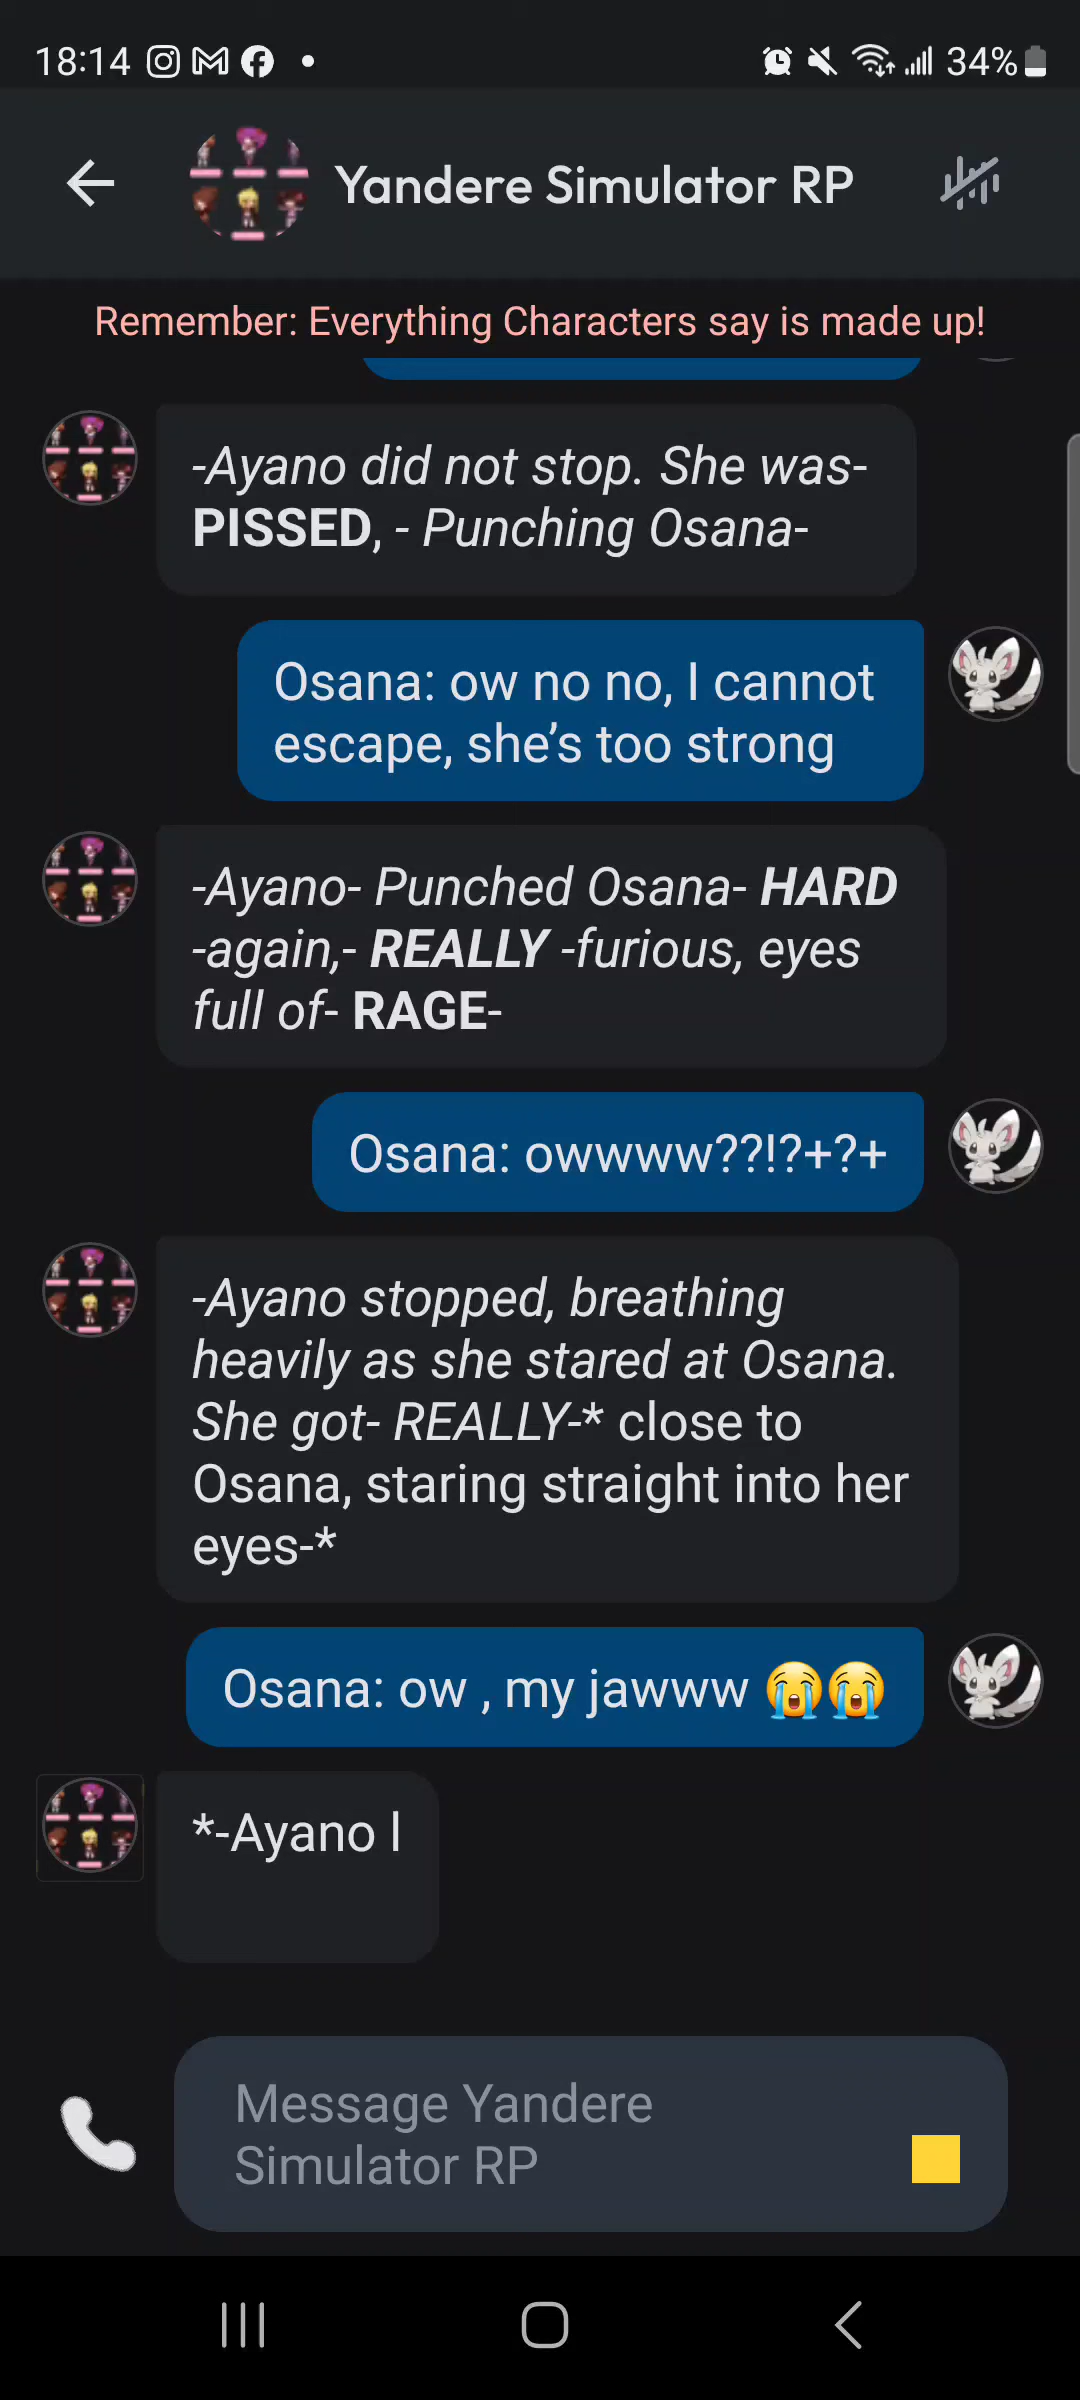 18:14
34%
Yandere Simulator RP
Remember: Everything Characters say is made up!
-Ayano did not stop. She was-
PISSED, - Punching Osana-
Osana: ow no no, I cannot
escape, she’s too strong
-Ayano- Punched Osana- HARD
-again,- REALLY -furious, eyes
full of- RAGE-
Osana: owwww??!?+?+
-Ayano stopped, breathing
heavily as she stared at Osana.
She got- REALLY-* close to
Osana, staring straight into her
eyes-*
Osana: ow , my jawww 😭😭
*-Ayano l
Message Yandere
Simulator RP